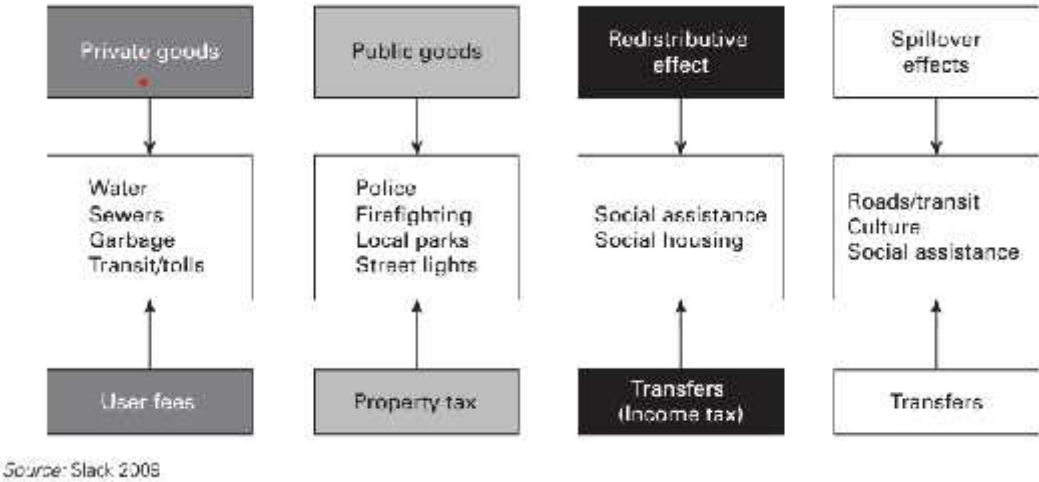 Private goods
Public goods
Redistributive
effect
Spillover
effects
Water
Sewers
Garbage
Transit/tolls
Police
Firefighting
Local parks
Street lights
Social assistance
Social housing
Roads/transit
Culture
Social assistance
User fees
Property tax
Transfers
(Income tax)
Transfers
Source: Slack 2009